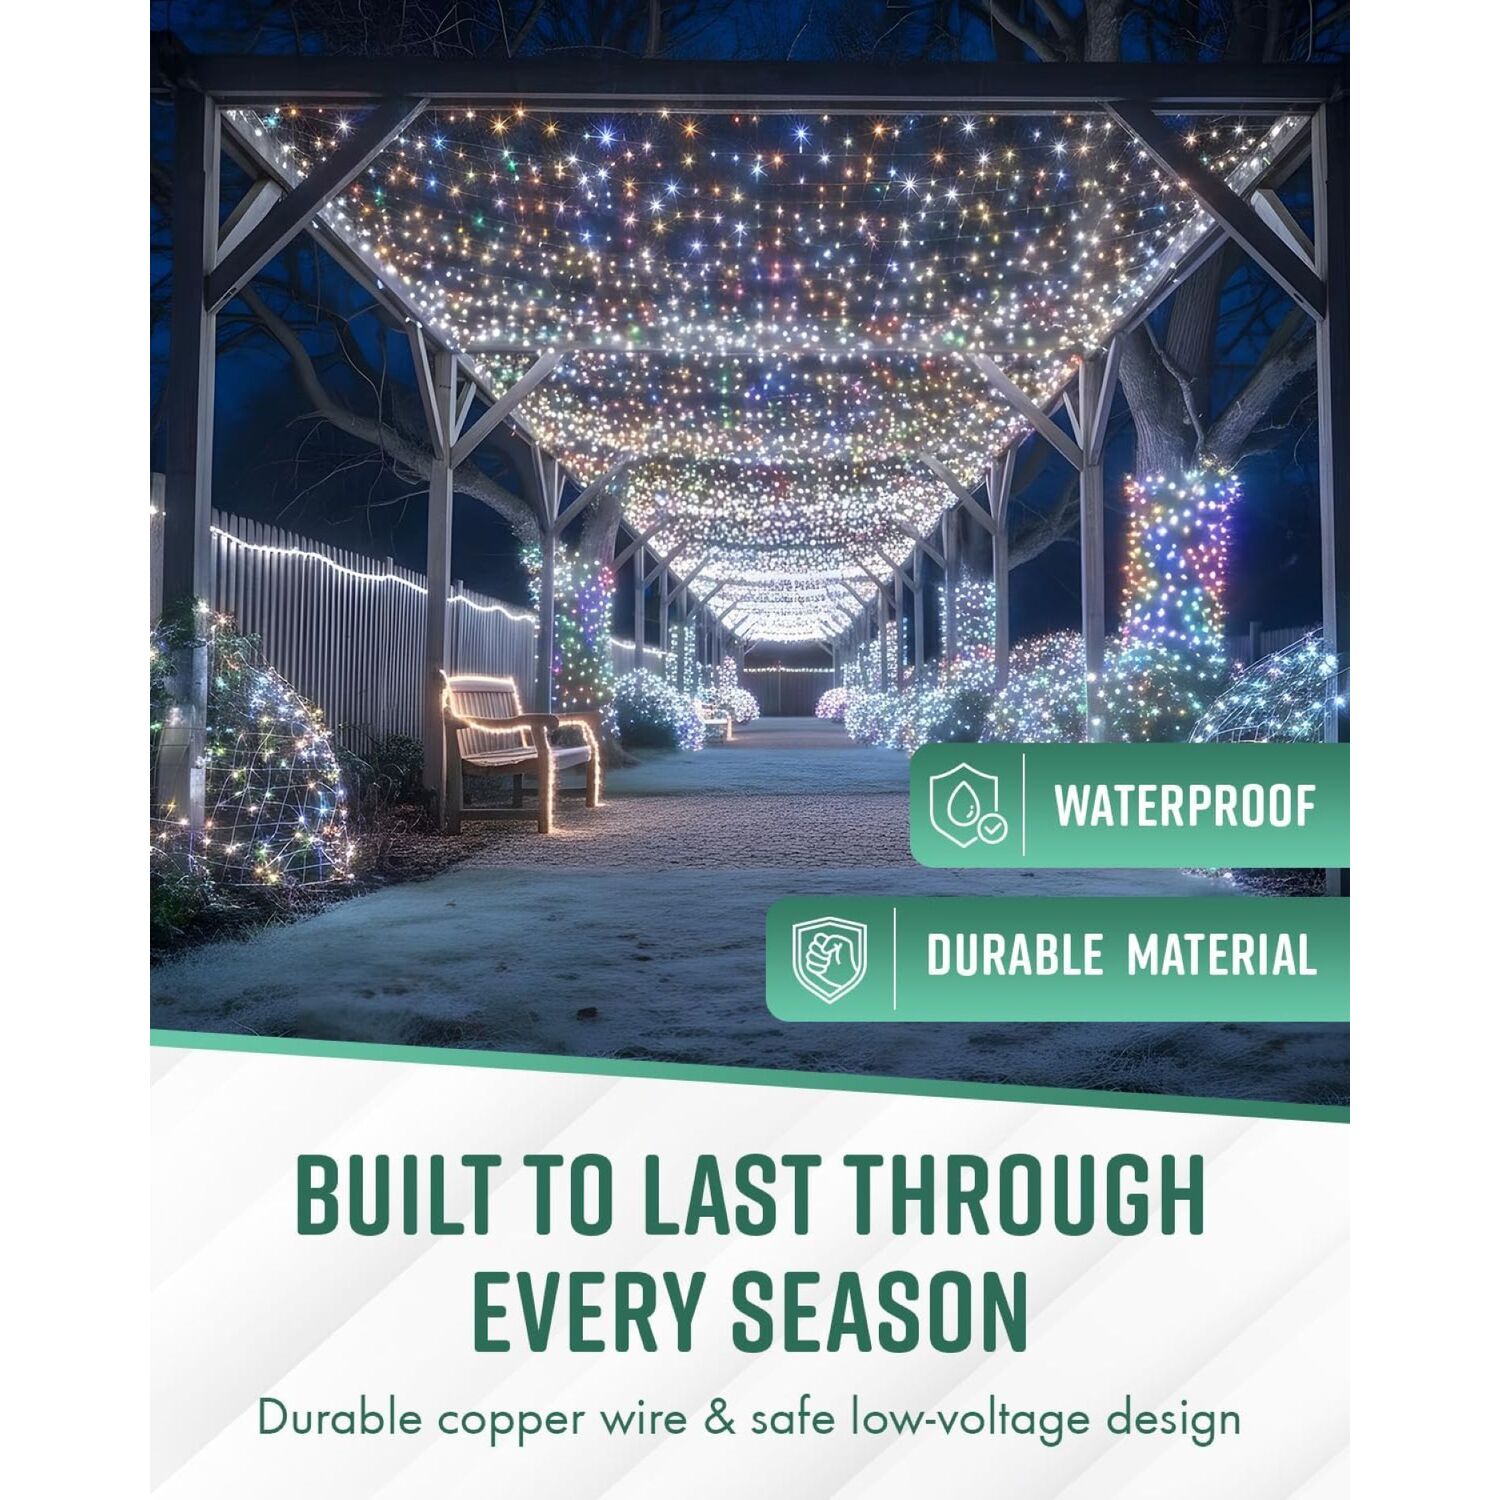 WATERPROOF
DURABLE MATERIAL
BUILT TO LAST THROUGH
EVERY SEASON
Durable copper wire & safe low-voltage design